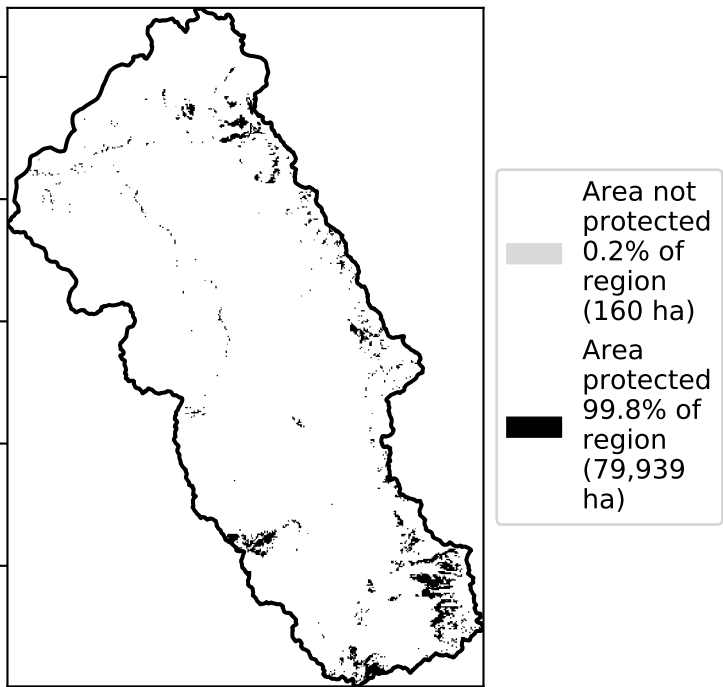 Area not
protected
0.2% of
region
(160 ha)
Area
protected
99.8% of
region
(79,939
ha)